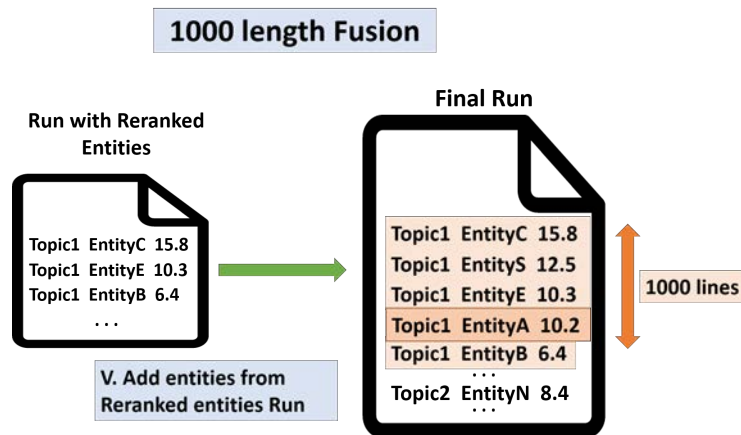 1000 length Fusion
Run with Reranked
Entities
Topic1 EntityC 15.8
Topic1 EntityE 10.3
Topic1 EntityB 6.4
...
V. Add entities from
Reranked entities Run
Final Run
Topic1 EntityC 15.8
Topic1 EntityS 12.5
Topic1 EntityE 10.3
Topic1 EntityA 10.2
Topic1 EntityB 6.4
...
Topic2 EntityN 8.4
...
1000 lines